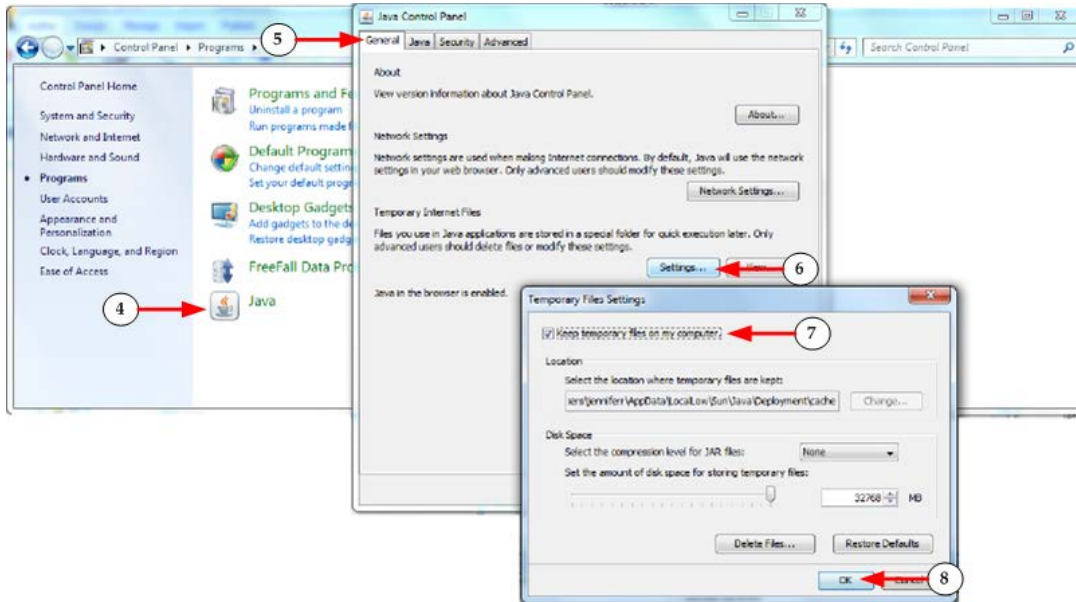 Control Panel ▸ Programs ▸
Search Control Panel
Control Panel Home
System and Security
Network and Internet
Hardware and Sound
Programs
User Accounts
Appearance and
Personalization
Clock, Language, and Region
Ease of Access
Programs and Fe
Uninstall a program
Run programs made f
Default Program
Change default settin
Set your default progr
Desktop Gadgets
Add gadgets to the de
Restore desktop gadg
FreeFall Data Pro
Java
4
5
Java Control Panel
General Java Security Advanced
About
View version information about Java Control Panel.
About...
Network Settings
Network settings are used when making Internet connections. By default, Java will use the network
settings in your web browser. Only advanced users should modify these settings.
Network Settings...
Temporary Internet Files
Files you use in Java applications are stored in a special folder for quick execution later. Only
advanced users should delete files or modify these settings.
Settings... View...
6
Java in the browser is enabled.
Temporary Files Settings
Keep temporary files on my computer.
7
Location
Select the location where temporary files are kept:
ers\jenniferr\AppData\LocalLow\Sun\Java\Deployment\cache Change...
Disk Space
Select the compression level for JAR files: None
Set the amount of disk space for storing temporary files:
32768 MB
Delete Files... Restore Defaults
OK Cancel
8